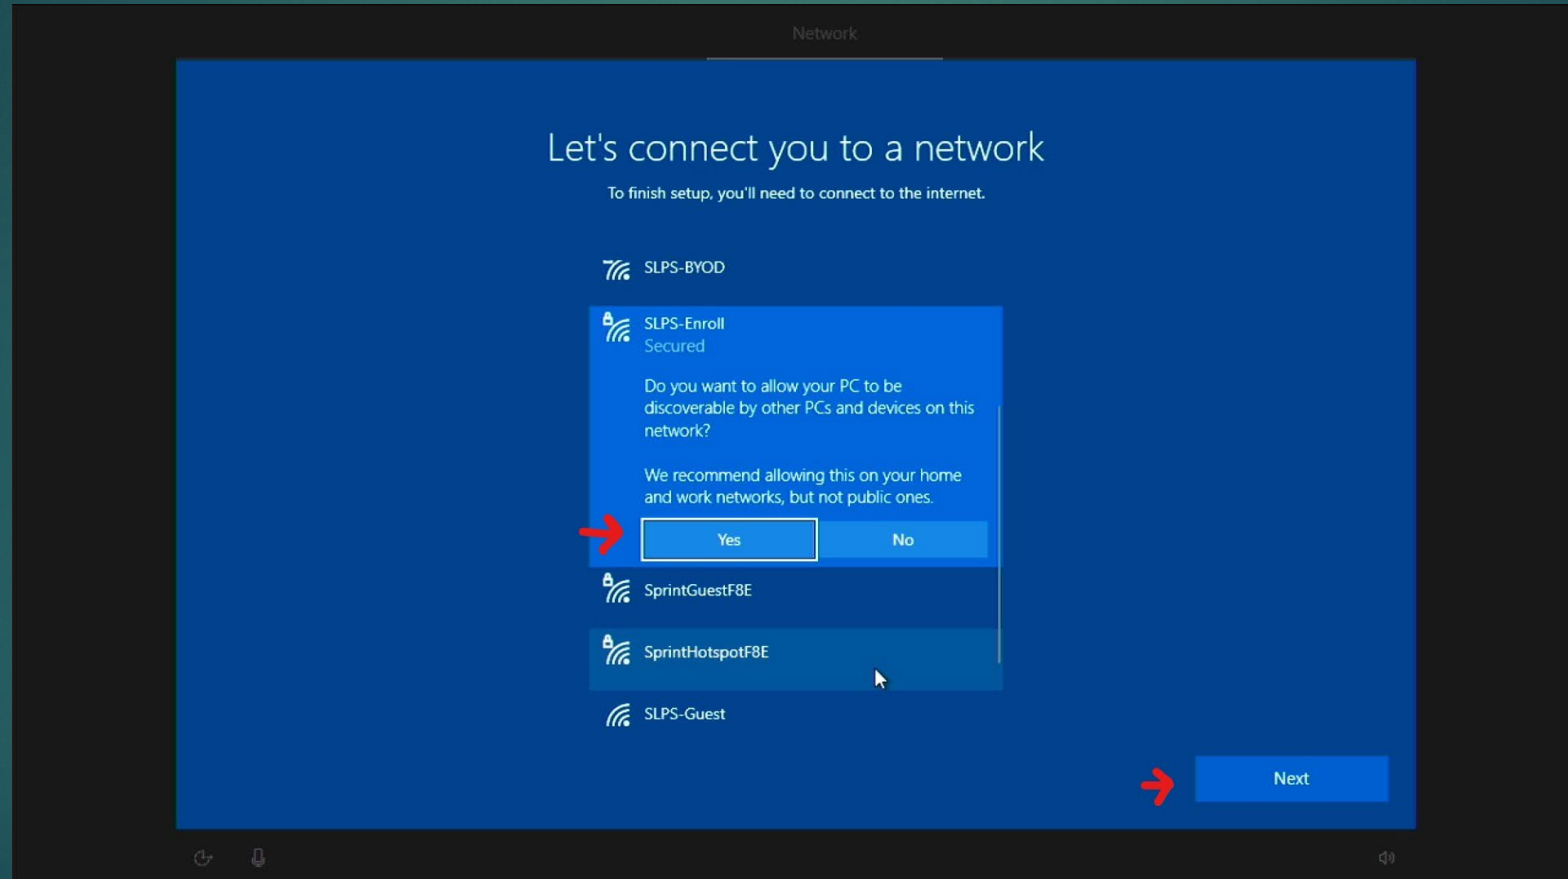 Network
Let's connect you to a network
To finish setup, you'll need to connect to the internet.
SLPS-BYOD
SLPS-Enroll
Secured
Do you want to allow your PC to be
discoverable by other PCs and devices on this
network?
We recommend allowing this on your home
and work networks, but not public ones.
Yes
No
SprintGuestF8E
SprintHotspotF8E
SLPS-Guest
Next